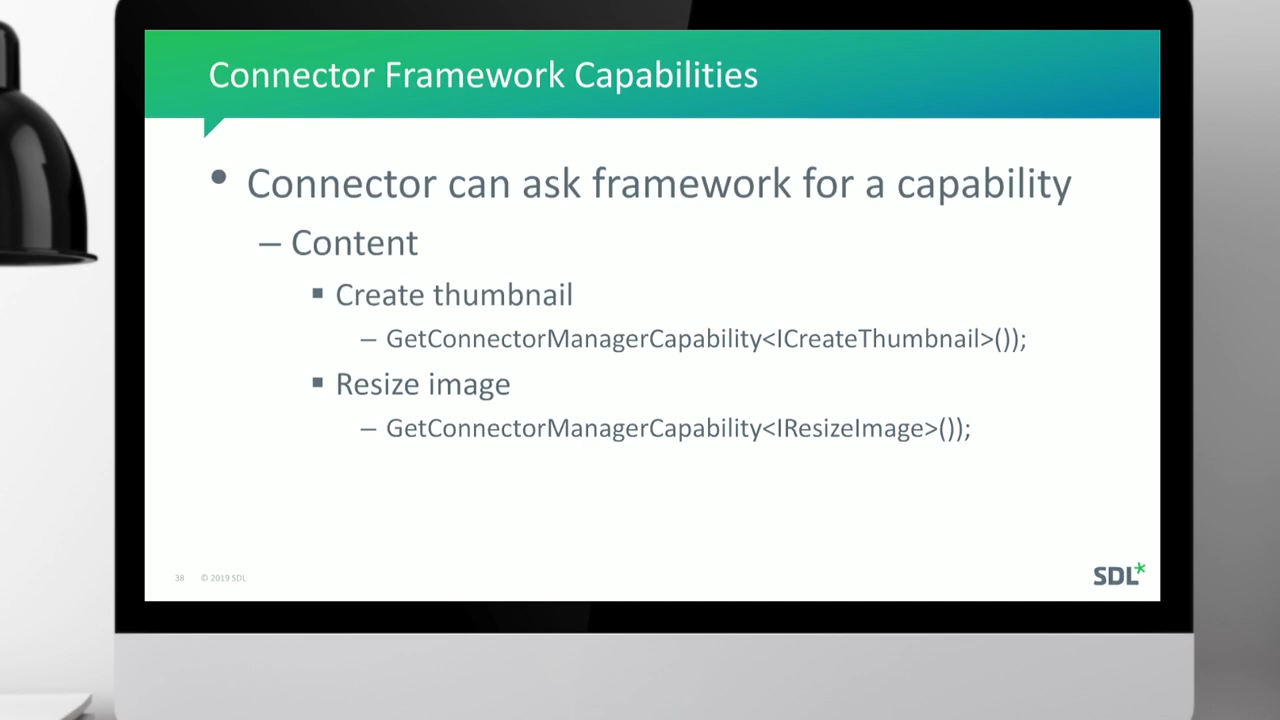 Connector Framework Capabilities
• Connector can ask framework for a capability
– Content
▪ Create thumbnail
– GetConnectorManagerCapability<ICreateThumbnail>());
▪ Resize image
– GetConnectorManagerCapability<IResizeImage>());
38 © 2019 SDL
SDL*